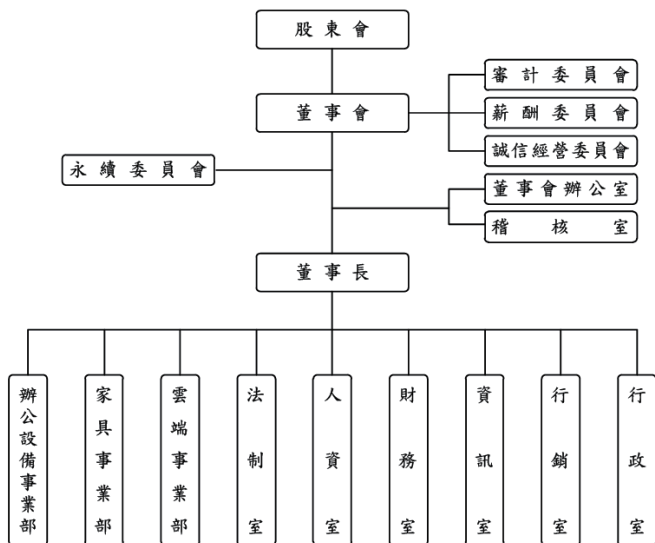 股東會
董事會
審計委員會
薪酬委員會
誠信經營委員會
永續委員會
董事會辦公室
稽核室
董事長
辦公設備事業部
家具事業部
雲端事業部
法制室
人資室
財務室
資訊室
行銷室
行政室